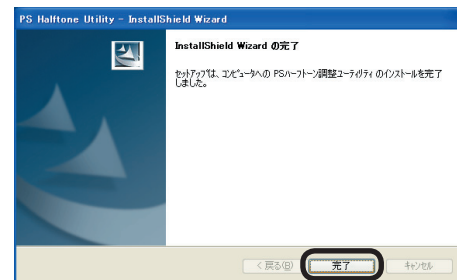 PS Halftone Utility - InstallShield Wizard
InstallShield Wizard の完了
セットアップは、コンピュータへの PSハーフトーン調整ユーティリティ のインストールを完了
しました。
< 戻る(B)
完了
キャンセル